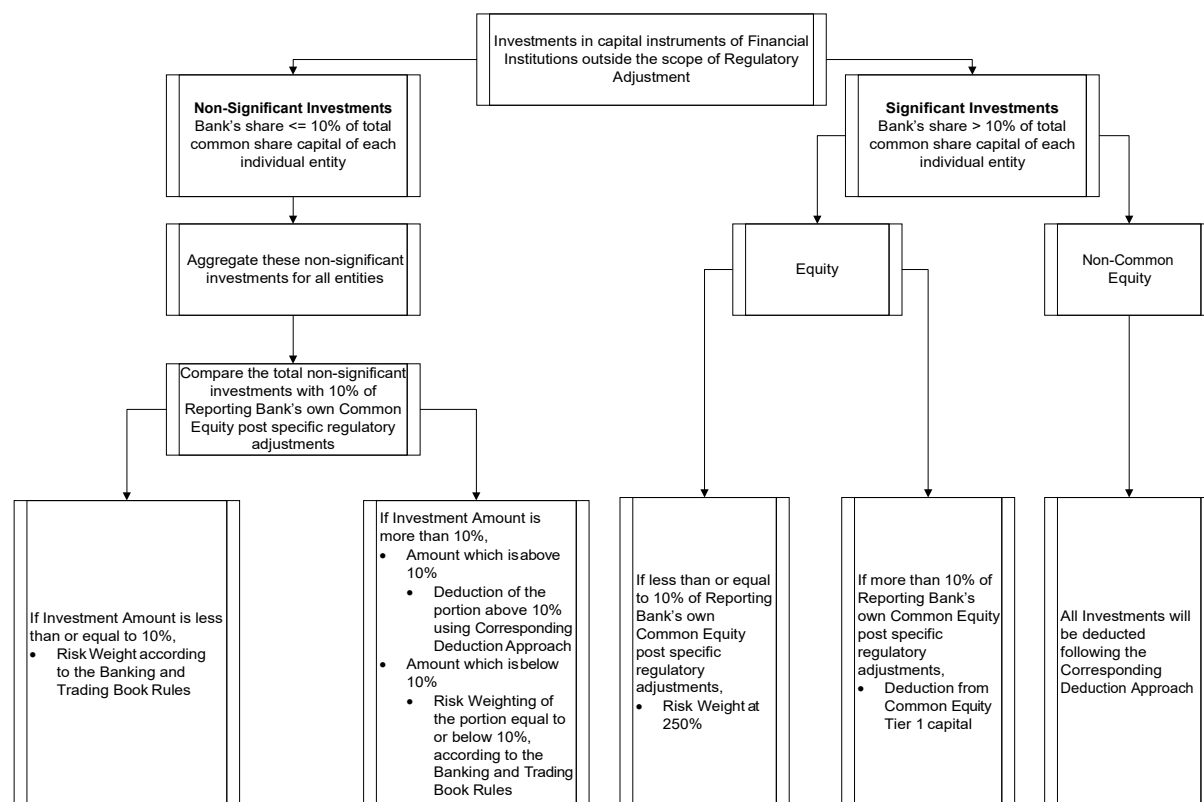 Investments in capital instruments of Financial
Institutions outside the scope of Regulatory
Adjustment
Non-Significant Investments
Bank's share <= 10% of total
common share capital of each
individual entity
Significant Investments
Bank's share > 10% of total
common share capital of each
individual entity
Aggregate these non-significant
investments for all entities
Equity
Non-Common
Equity
Compare the total non-significant
investments with 10% of
Reporting Bank's own Common
Equity post specific regulatory
adjustments
If Investment Amount is less
than or equal to 10%,
• Risk Weight according
to the Banking and
Trading Book Rules
If Investment Amount is
more than 10%,
• Amount which is above
10%
• Deduction of the
portion above 10%
using Corresponding
Deduction Approach
• Amount which is below
10%
• Risk Weighting of
the portion equal to
or below 10%,
according to the
Banking and Trading
Book Rules
If less than or equal
to 10% of Reporting
Bank's own
Common Equity
post specific
regulatory
adjustments,
• Risk Weight at
250%
If more than 10% of
Reporting Bank's
own Common Equity
post specific
regulatory
adjustments,
• Deduction from
Common Equity
Tier 1 capital
All Investments will
be deducted
following the
Corresponding
Deduction Approach